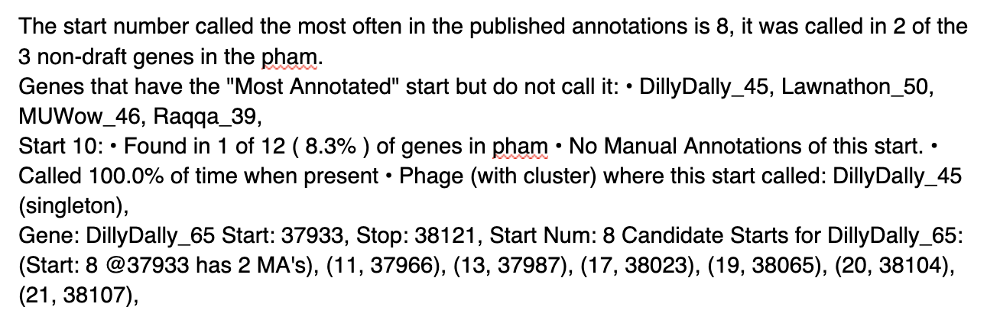 The start number called the most often in the published annotations is 8, it was called in 2 of the
3 non-draft genes in the pham.
Genes that have the "Most Annotated" start but do not call it: • DillyDally_45, Lawnathon_50,
MUWow_46, Raqqa_39,
Start 10: • Found in 1 of 12 ( 8.3% ) of genes in pham • No Manual Annotations of this start. •
Called 100.0% of time when present • Phage (with cluster) where this start called: DillyDally_45
(singleton),
Gene: DillyDally_65 Start: 37933, Stop: 38121, Start Num: 8 Candidate Starts for DillyDally_65:
(Start: 8 @37933 has 2 MA's), (11, 37966), (13, 37987), (17, 38023), (19, 38065), (20, 38104),
(21, 38107),